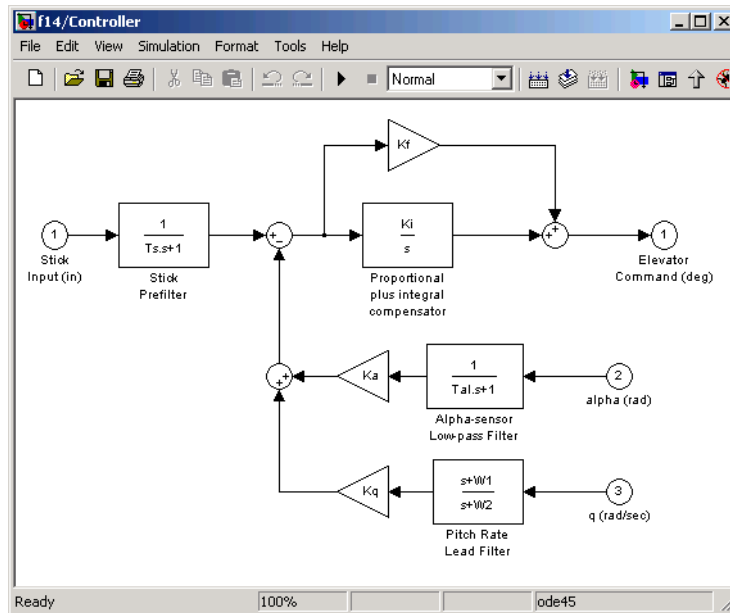 f14/Controller
File Edit View Simulation Format Tools Help
Normal
Kf
1
Stick
Input (in)
1
Ts.s+1
Stick
Prefilter
+
−
Ki
s
Proportional
plus integral
compensator
+
+
1
Elevator
Command (deg)
+
+
Ka
1
Tal.s+1
Alpha-sensor
Low-pass Filter
2
alpha (rad)
Kq
s+W1
s+W2
Pitch Rate
Lead Filter
3
q (rad/sec)
Ready 100% ode45